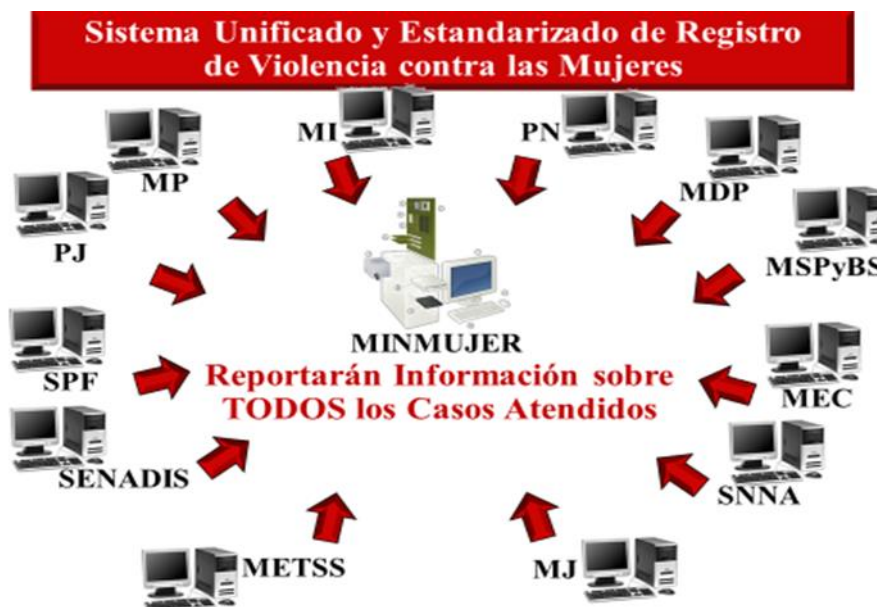 Sistema Unificado y Estandarizado de Registro
de Violencia contra las Mujeres
MI
PN
MP
MDP
PJ
MSPyBS
MINMUJER
SPF
Reportarán Información sobre
TODOS los Casos Atendidos
MEC
SENADIS
SNNA
METSS
MJ